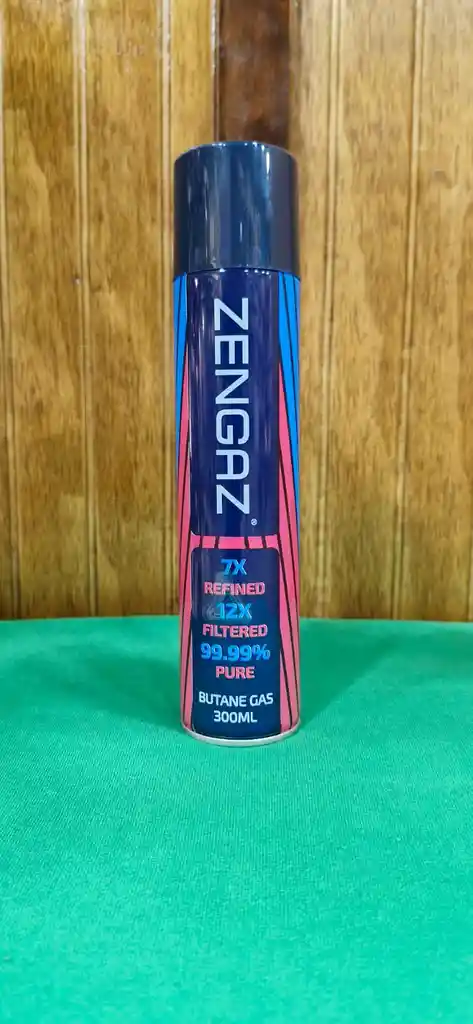 ZENGAZ®
7X
REFINED
12X
FILTERED
99.99%
PURE
BUTANE GAS
300ML